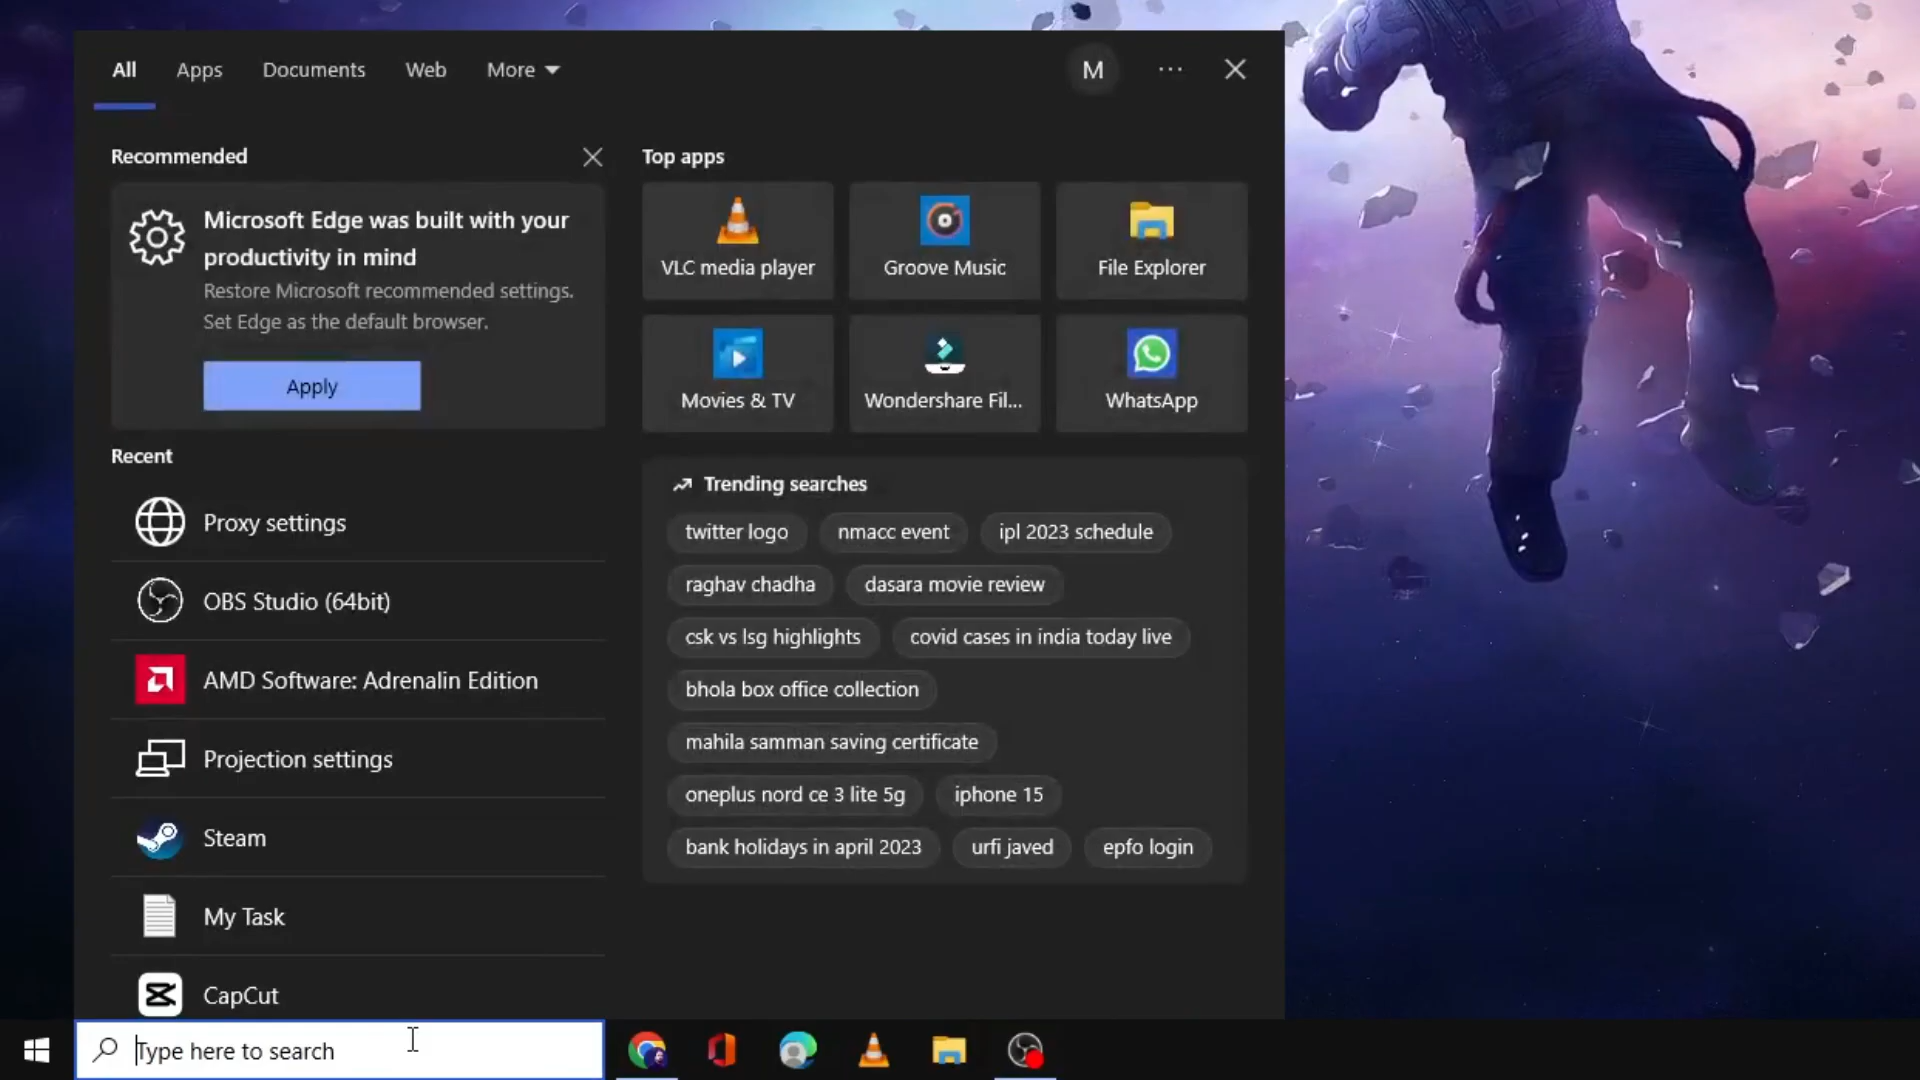 All
Apps
Documents
Web
More
M
Recommended
Microsoft Edge was built with your
productivity in mind
Restore Microsoft recommended settings.
Set Edge as the default browser.
Apply
Recent
Proxy settings
OBS Studio (64bit)
AMD Software: Adrenalin Edition
Projection settings
Steam
My Task
CapCut
Top apps
VLC media player
Groove Music
File Explorer
Movies & TV
Wondershare Fil...
WhatsApp
Trending searches
twitter logo
nmacc event
ipl 2023 schedule
raghav chadha
dasara movie review
csk vs lsg highlights
covid cases in india today live
bhola box office collection
mahila samman saving certificate
oneplus nord ce 3 lite 5g
iphone 15
bank holidays in april 2023
urfi javed
epfo login
Type here to search